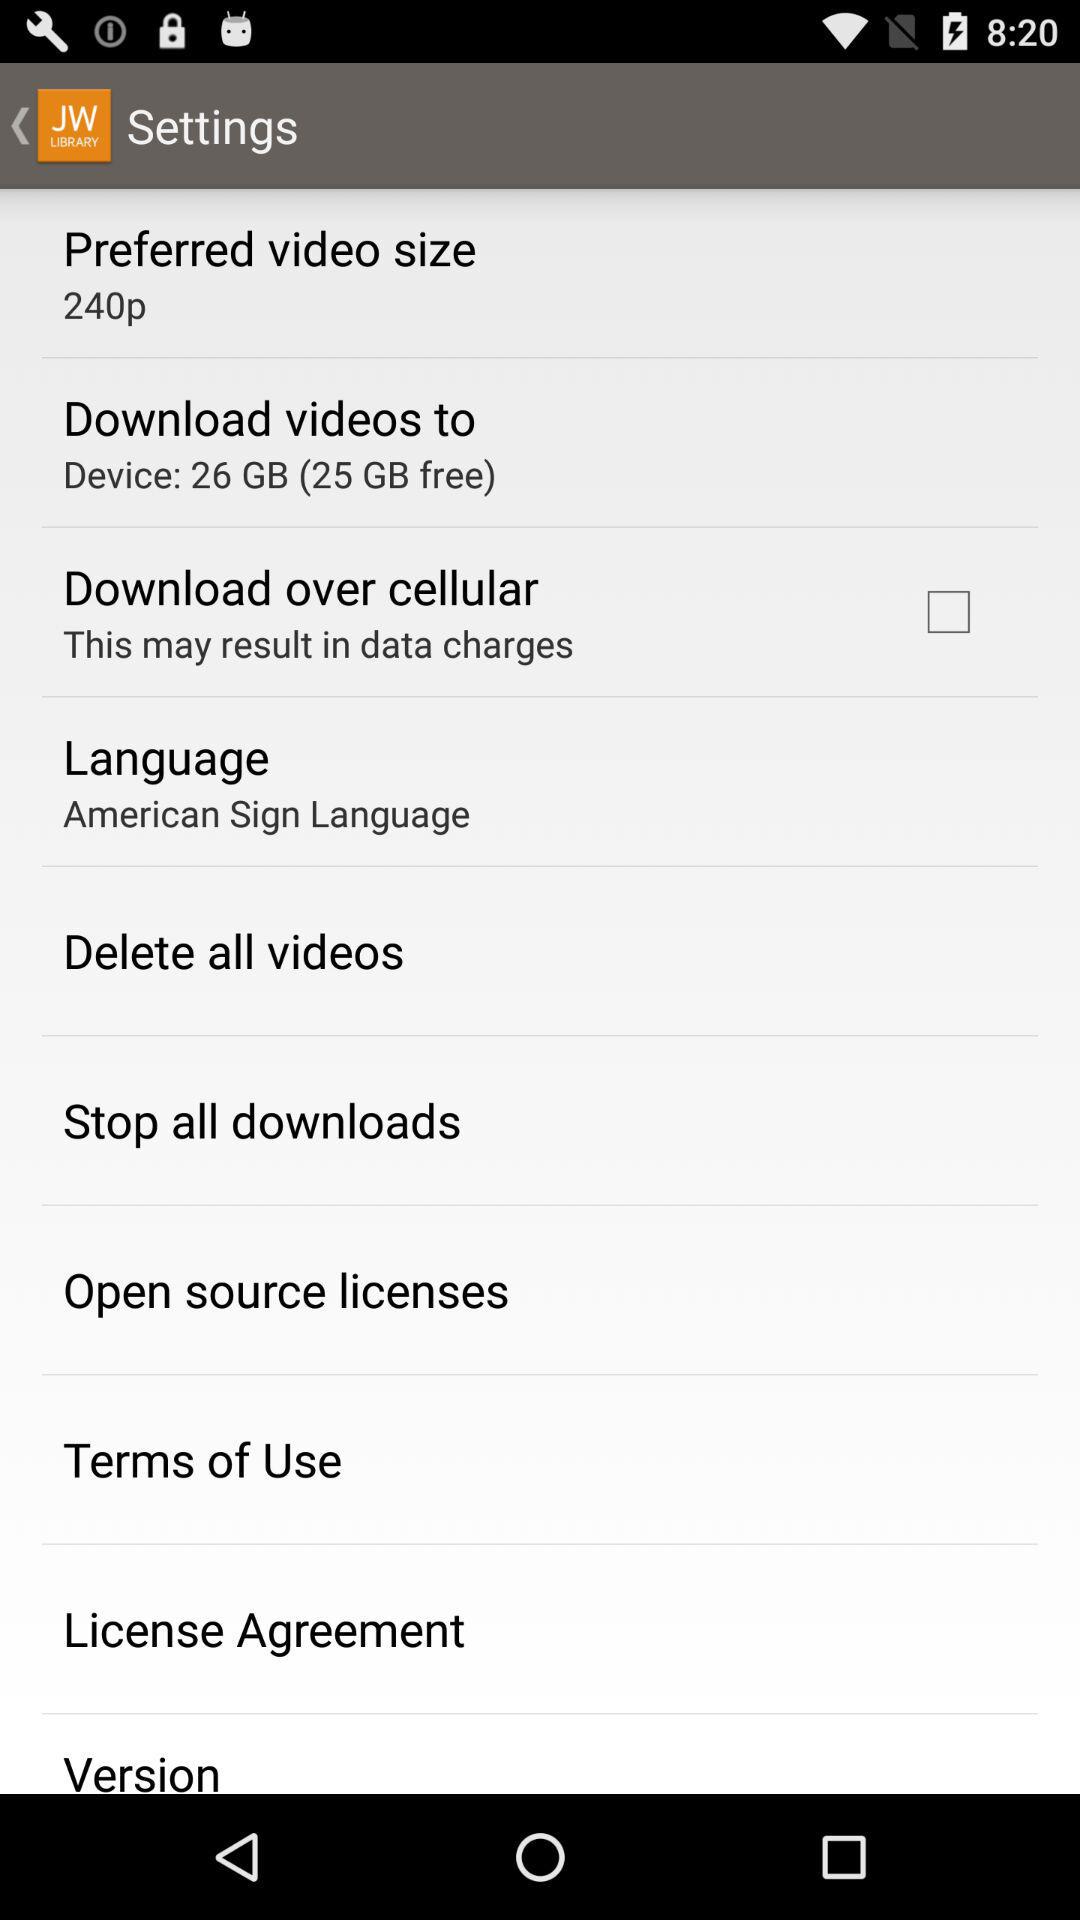 8:20
JW
LIBRARY
Settings
Preferred video size
240p
Download videos to
Device: 26 GB (25 GB free)
Download over cellular
This may result in data charges
Language
American Sign Language
Delete all videos
Stop all downloads
Open source licenses
Terms of Use
License Agreement
Version